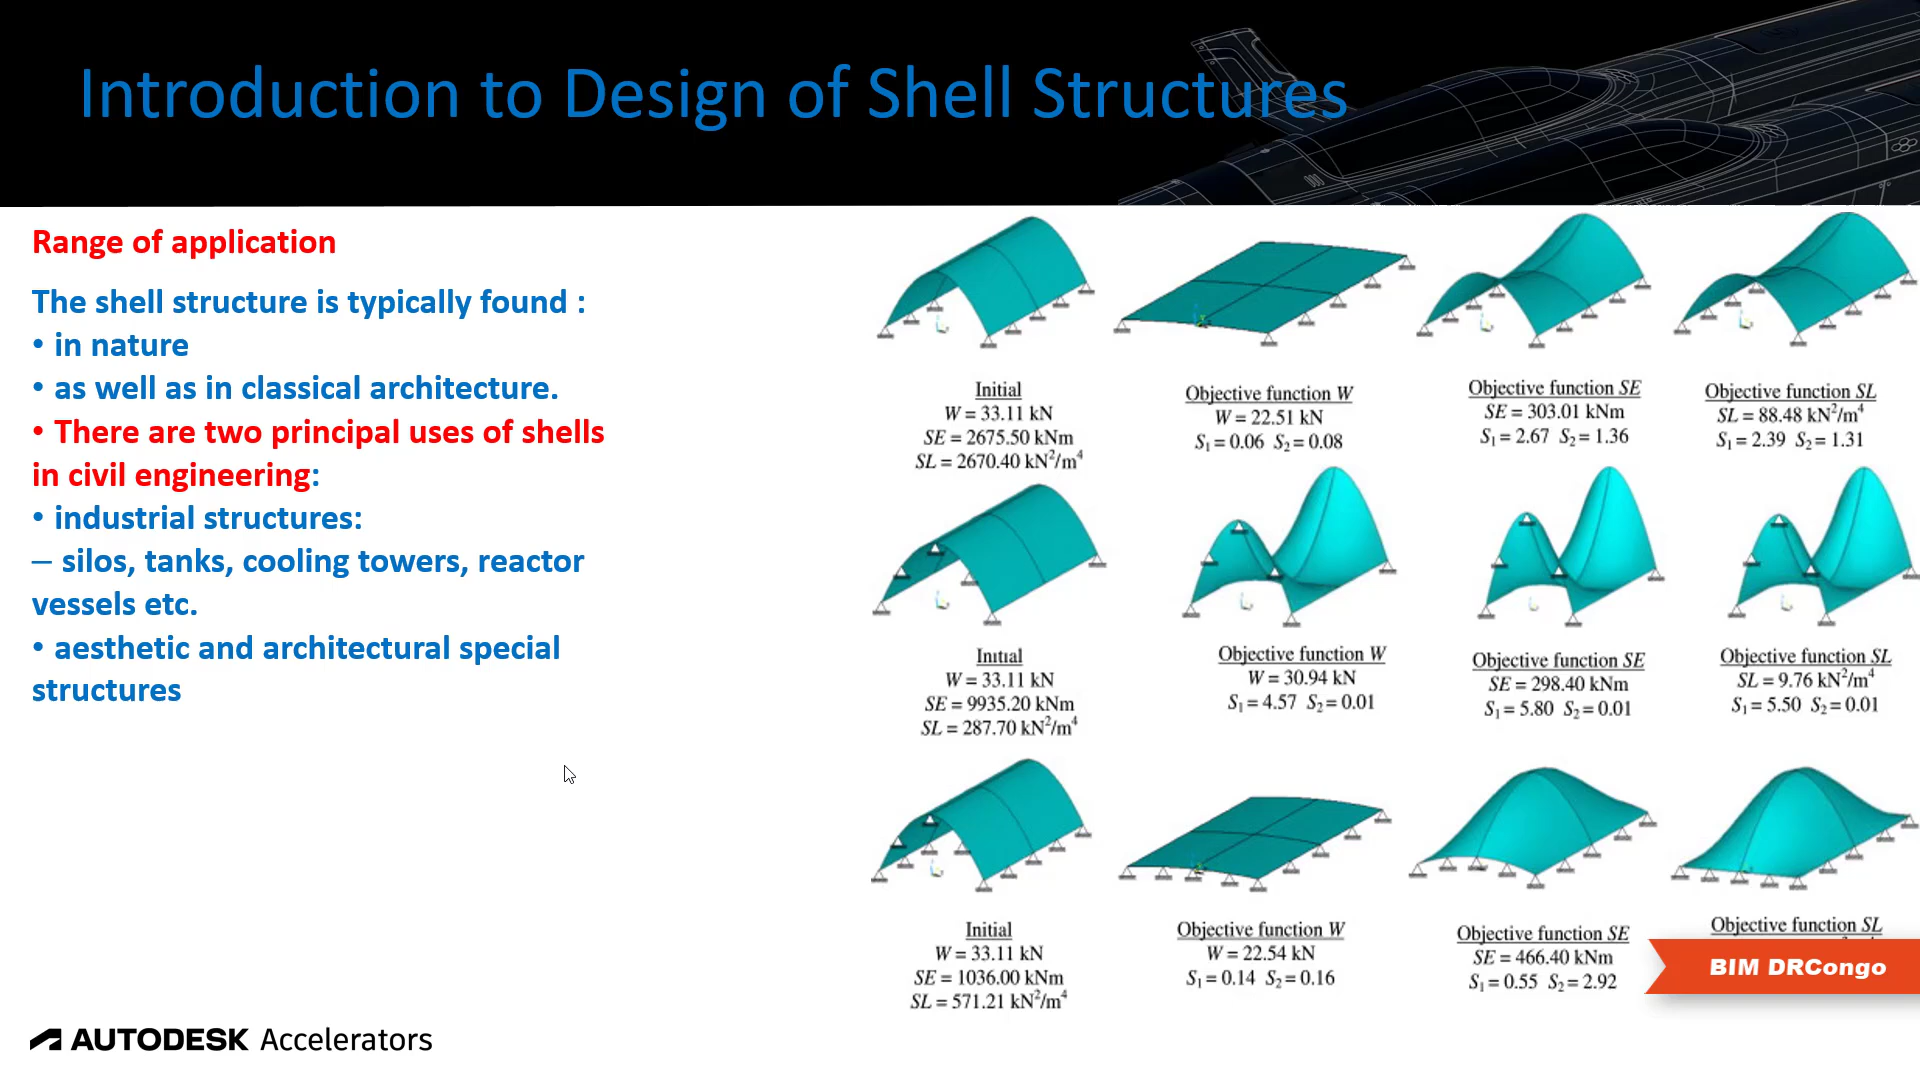 Introduction to Design of Shell Structures
Range of application
The shell structure is typically found :
• in nature
• as well as in classical architecture.
• There are two principal uses of shells
in civil engineering:
• industrial structures:
– silos, tanks, cooling towers, reactor
vessels etc.
• aesthetic and architectural special
structures
Initial
W = 33.11 kN
SE = 2675.50 kNm
SL = 2670.40 kN²/m⁴
Objective function W
W = 22.51 kN
S₁ = 0.06 S₂ = 0.08
Objective function SE
SE = 303.01 kNm
S₁ = 2.67 S₂ = 1.36
Objective function SL
SL = 88.48 kN²/m⁴
S₁ = 2.39 S₂ = 1.31
Initial
W = 33.11 kN
SE = 9935.20 kNm
SL = 287.70 kN²/m⁴
Objective function W
W = 30.94 kN
S₁ = 4.57 S₂ = 0.01
Objective function SE
SE = 298.40 kNm
S₁ = 5.80 S₂ = 0.01
Objective function SL
SL = 9.76 kN²/m⁴
S₁ = 5.50 S₂ = 0.01
Initial
W = 33.11 kN
SE = 1036.00 kNm
SL = 571.21 kN²/m⁴
Objective function W
W = 22.54 kN
S₁ = 0.14 S₂ = 0.16
Objective function SE
SE = 466.40 kNm
S₁ = 0.55 S₂ = 2.92
Objective function SL
BIM DRCongo
AUTODESK Accelerators